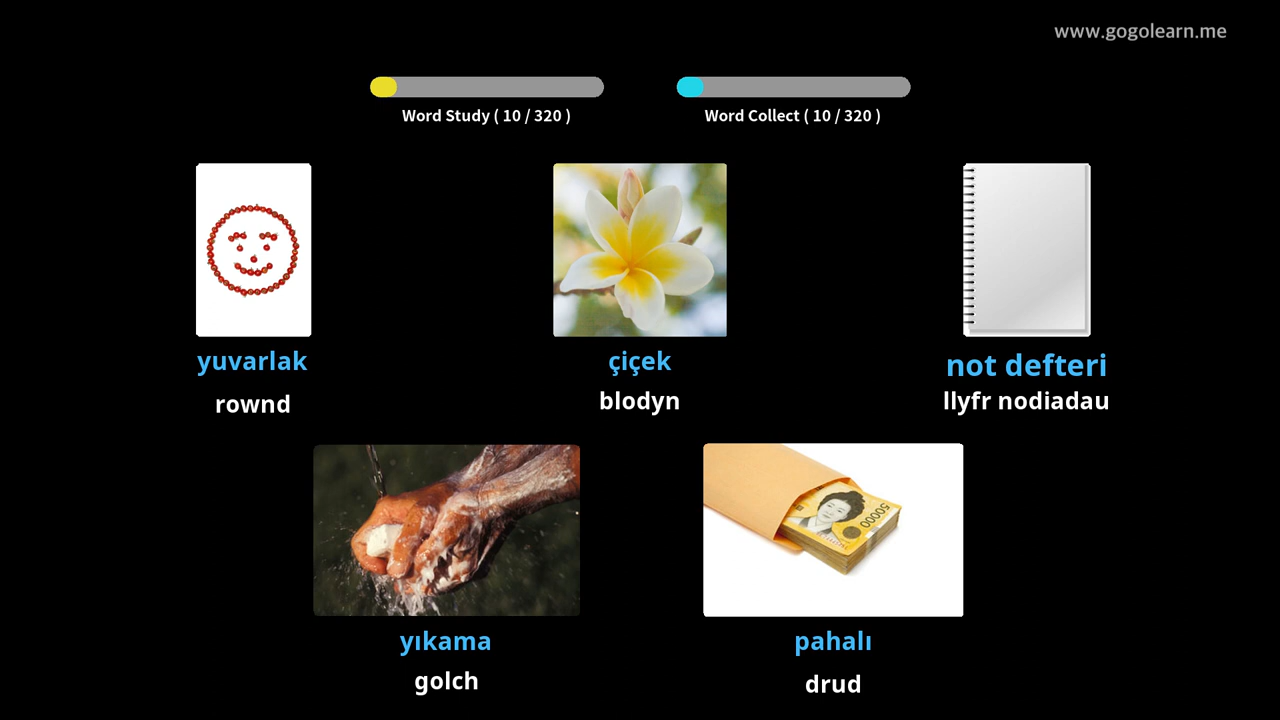 www.gogolearn.me
Word Study ( 10 / 320 )
Word Collect ( 10 / 320 )
yuvarlak
rownd
çiçek
blodyn
not defteri
llyfr nodiadau
50000
yıkama
golch
pahalı
drud